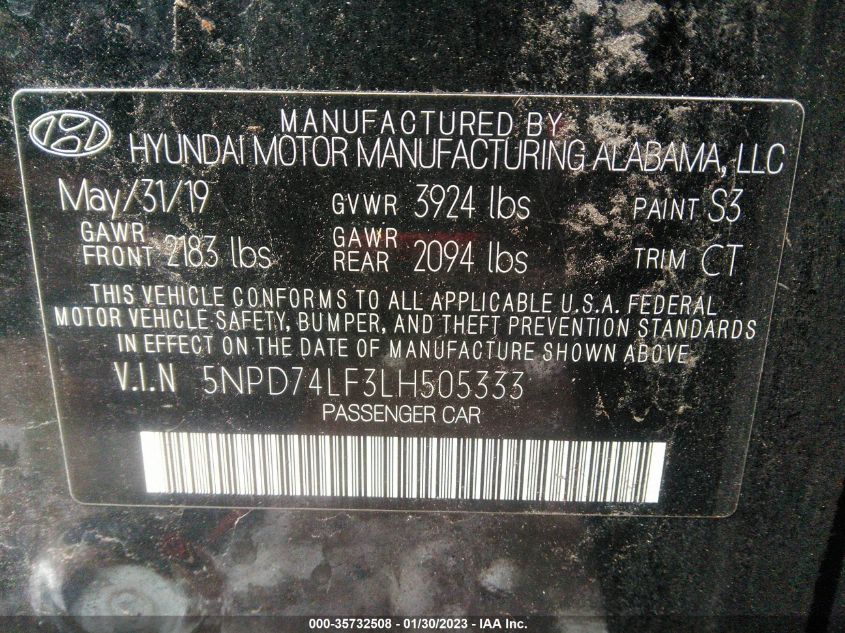 MANUFACTURED BY
HYUNDAI MOTOR MANUFACTURING ALABAMA, LLC
May/31/19 GVWR 3924 lbs PAINT S3
GAWR FRONT 2183 lbs GAWR REAR 2094 lbs TRIM CT
THIS VEHICLE CONFORMS TO ALL APPLICABLE U.S.A. FEDERAL
MOTOR VEHICLE SAFETY, BUMPER, AND THEFT PREVENTION STANDARDS
IN EFFECT ON THE DATE OF MANUFACTURE SHOWN ABOVE.
V.I.N 5NPD74LF3LH505333
PASSENGER CAR
000-35732508 - 01/30/2023 - IAA Inc.